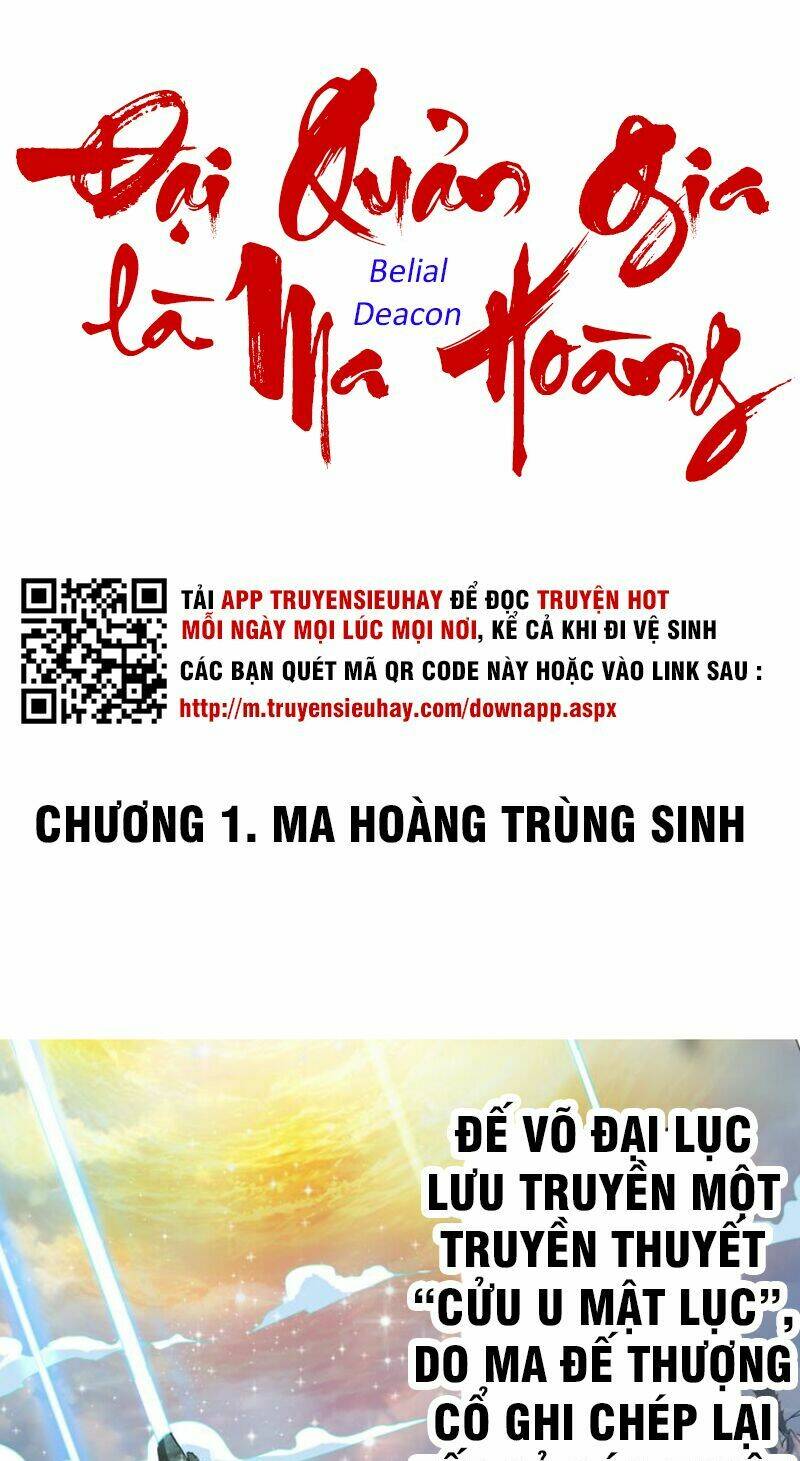 Đại Quản Gia
là Ma Hoàng
Belial
Deacon
TẢI APP TRUYENSIEUHAY ĐỂ ĐỌC TRUYỆN HOT
MỖI NGÀY MỌI LÚC MỌI NƠI, KỂ CẢ KHI ĐI VỆ SINH
CÁC BẠN QUÉT MÃ QR CODE NÀY HOẶC VÀO LINK SAU :
http://m.truyensieuhay.com/downapp.aspx
CHƯƠNG 1. MA HOÀNG TRÙNG SINH
ĐẾ VÕ ĐẠI LỤC
LƯU TRUYỀN MỘT
TRUYỀN THUYẾT
“CỬU U MẬT LỤC”,
DO MA ĐẾ THƯỢNG
CỔ GHI CHÉP LẠI